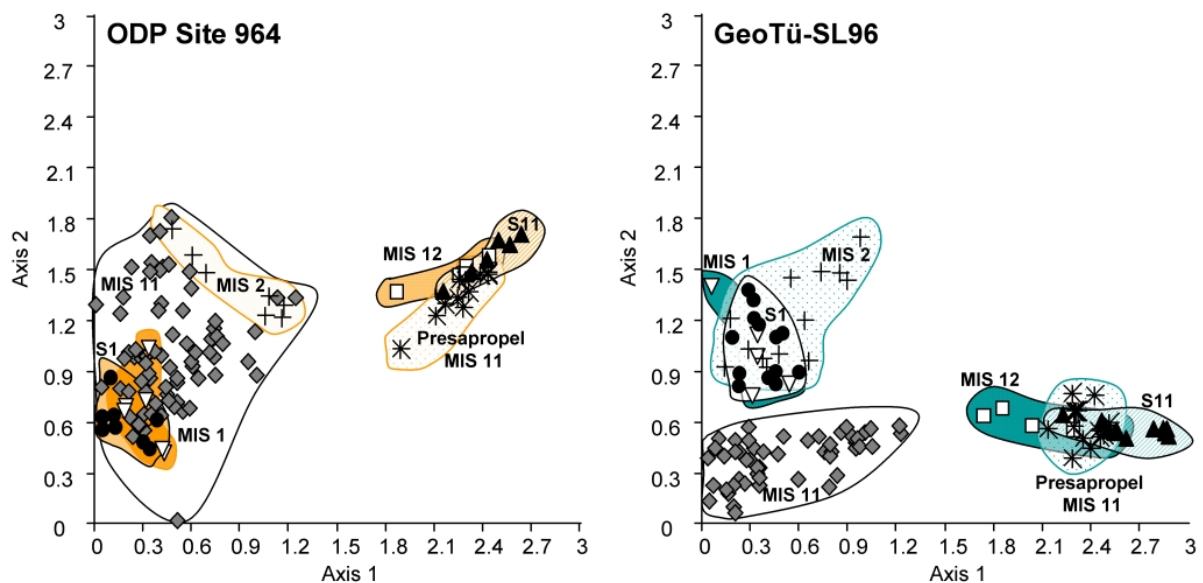 ODP Site 964
3
2.7
2.4
2.1
1.8
1.5
1.2
0.9
0.6
0.3
0
Axis 2
MIS 11
MIS 2
S1
MIS 1
MIS 12
S11
Presapropel
MIS 11
0 0.3 0.6 0.9 1.2 1.5 1.8 2.1 2.4 2.7 3
Axis 1
GeoTü-SL96
3
2.7
2.4
2.1
1.8
1.5
1.2
0.9
0.6
0.3
0
Axis 2
MIS 1
MIS 2
S1
MIS 11
MIS 12
S11
Presapropel
MIS 11
0 0.3 0.6 0.9 1.2 1.5 1.8 2.1 2.4 2.7 3
Axis 1